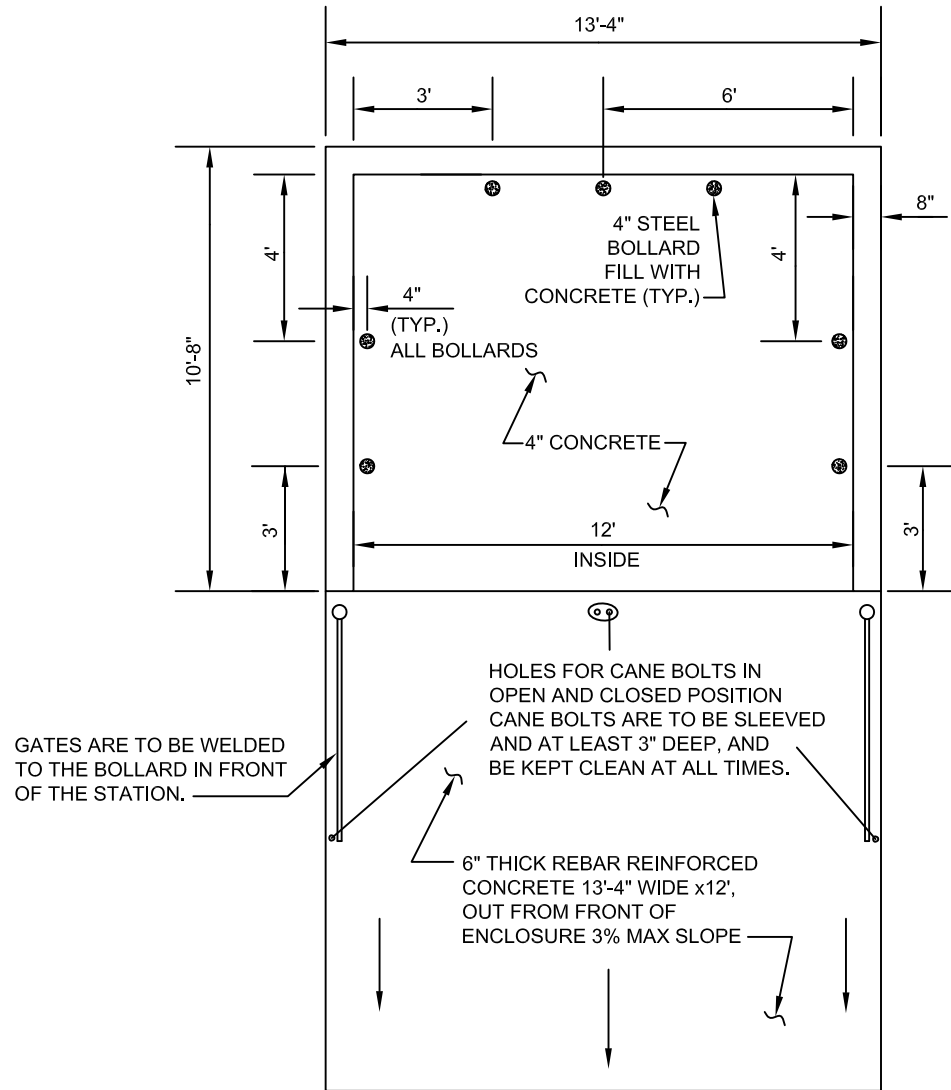 13'-4"
3'
6'
8"
4" STEEL
BOLLARD
FILL WITH
CONCRETE (TYP.)
4'
4'
4"
(TYP.)
ALL BOLLARDS
10'-8"
4" CONCRETE
3'
12'
INSIDE
3'
HOLES FOR CANE BOLTS IN
OPEN AND CLOSED POSITION
CANE BOLTS ARE TO BE SLEEVED
AND AT LEAST 3" DEEP, AND
BE KEPT CLEAN AT ALL TIMES.
GATES ARE TO BE WELDED
TO THE BOLLARD IN FRONT
OF THE STATION.
6" THICK REBAR REINFORCED
CONCRETE 13'-4" WIDE x12',
OUT FROM FRONT OF
ENCLOSURE 3% MAX SLOPE